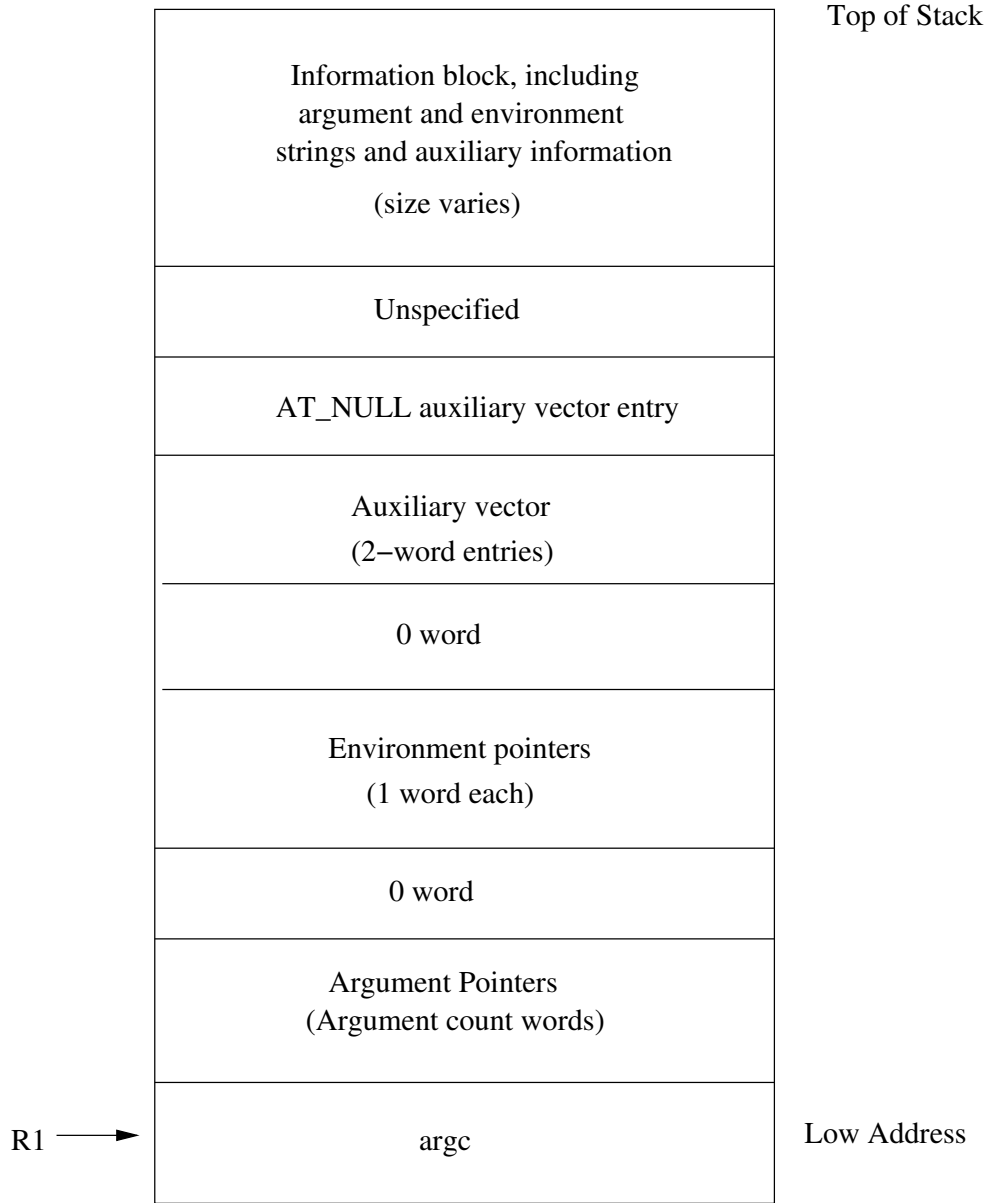 Top of Stack
Information block, including
argument and environment
strings and auxiliary information
(size varies)
Unspecified
AT_NULL auxiliary vector entry
Auxiliary vector
(2−word entries)
0 word
Environment pointers
(1 word each)
0 word
Argument Pointers
(Argument count words)
R1
argc
Low Address